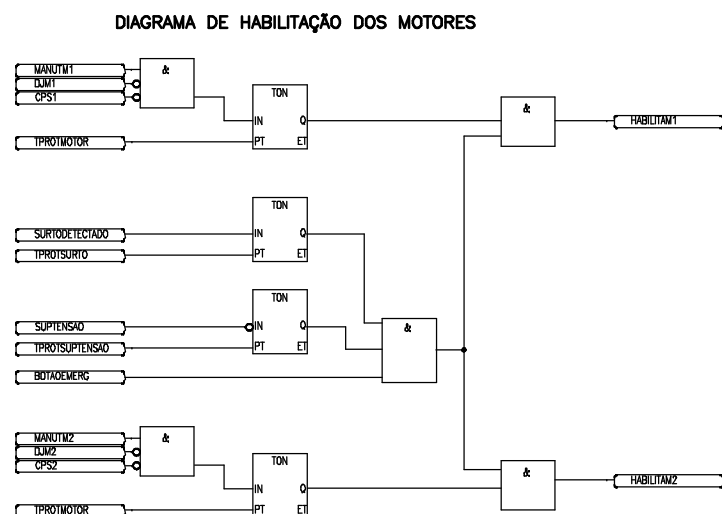 DIAGRAMA DE HABILITAÇÃO DOS MOTORES
MANUTM1
DJM1
CPS1
&
TON
IN Q
PT ET
TPROTMOTOR
&
HABILITAM1
TON
SURTODETECTADO
IN Q
TPROTSURTO
PT ET
TON
SUPTENSAO
IN Q
TPROTSUPTENSAO
PT ET
&
BOTAOEMERG
MANUTM2
DJM2
CPS2
&
TON
IN Q
TPROTMOTOR
PT ET
&
HABILITAM2